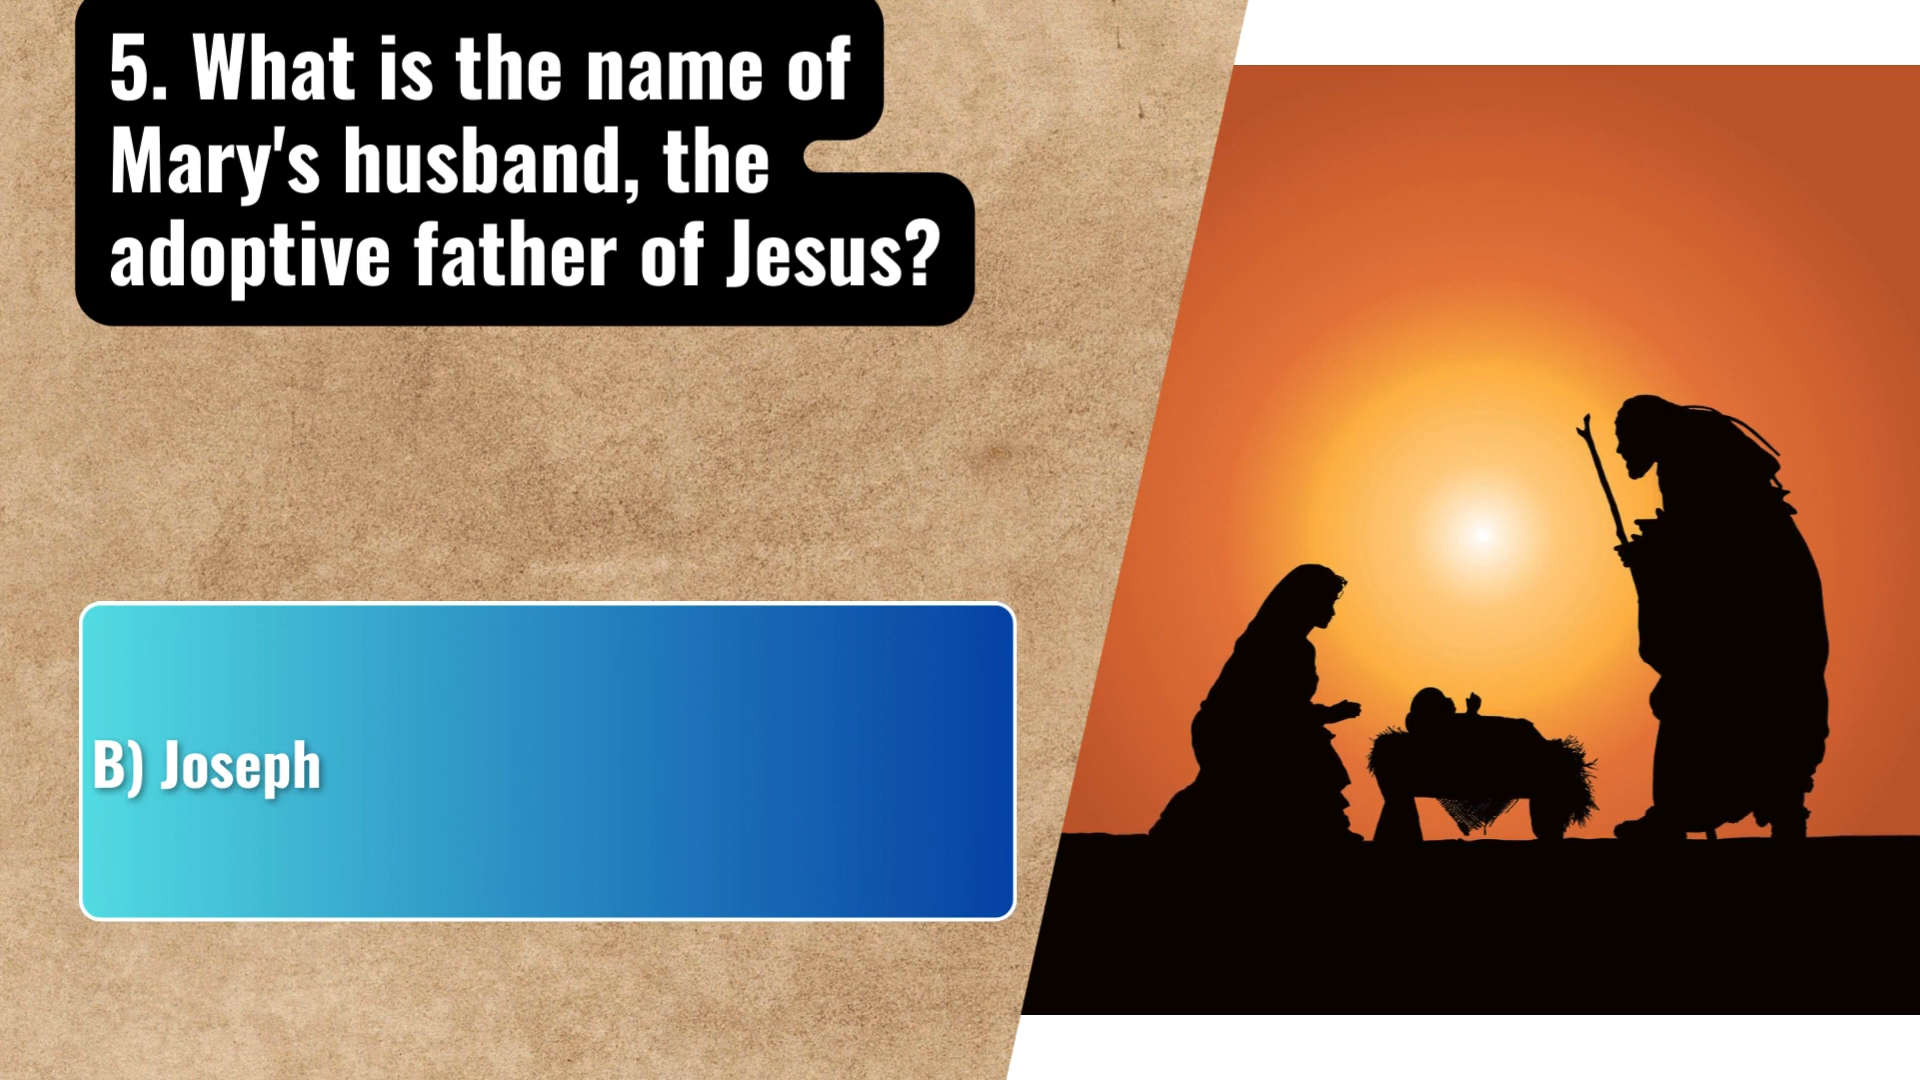 5. What is the name of
Mary's husband, the
adoptive father of Jesus?
B) Joseph